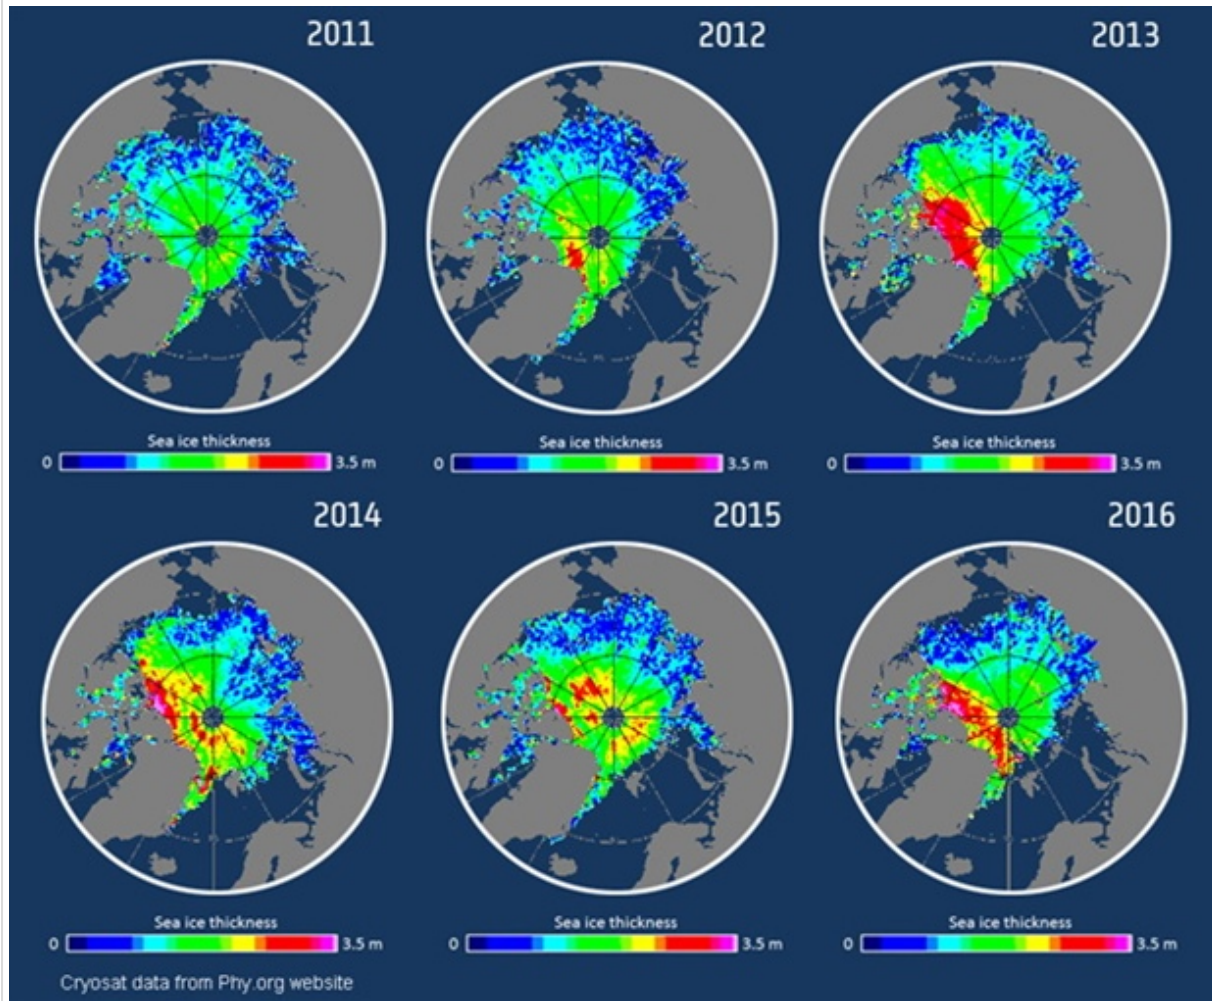 2011
2012
2013
Sea ice thickness
0
3.5 m
Sea ice thickness
0
3.5 m
Sea ice thickness
0
3.5 m
2014
2015
2016
Sea ice thickness
0
3.5 m
Sea ice thickness
0
3.5 m
Sea ice thickness
0
3.5 m
Cryosat data from Phy.org website